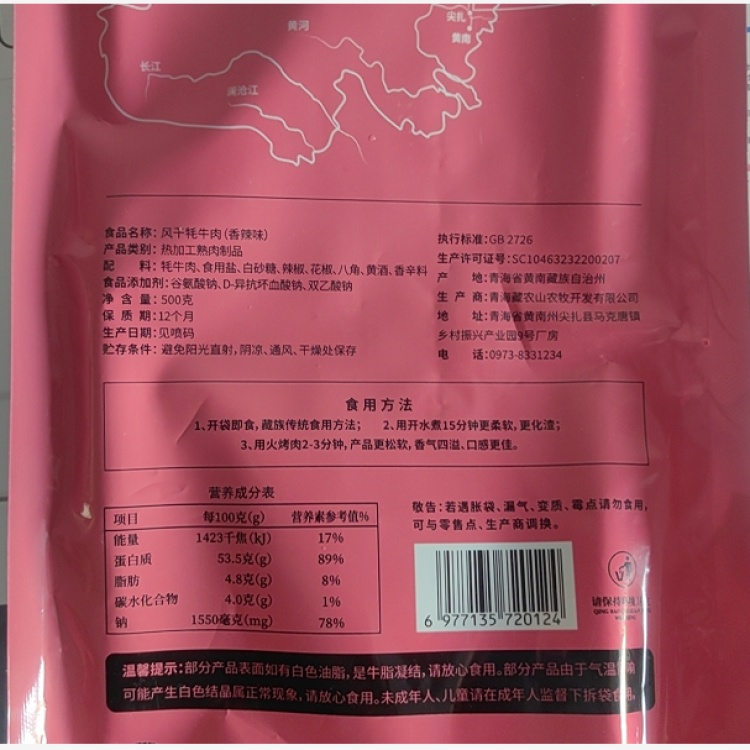 黄河
尖扎
黄南
长江
澜沧江
食品名称: 风干牦牛肉(香辣味)
产品类别: 热加工熟肉制品
配 料: 牦牛肉、食用盐、白砂糖、辣椒、花椒、八角、黄酒、香辛料
食品添加剂: 谷氨酸钠、D-异抗坏血酸钠、双乙酸钠
净 含 量: 500克
保 质 期: 12个月
生产日期: 见喷码
贮存条件: 避免阳光直射,阴凉、通风、干燥处保存
执行标准:GB 2726
生产许可证号:SC10463232200207
产 地:青海省黄南藏族自治州
生 产 商:青海藏农山农牧开发有限公司
地 址:青海省黄南州尖扎县马克唐镇
乡村振兴产业园9号厂房
电 话:0973-8331234
食用方法
1、开袋即食,藏族传统食用方法; 2、用开水煮15分钟更柔软,更化渣;
3、用火烤肉2-3分钟,产品更松软,香气四溢、口感更佳。
营养成分表
项目 每100克(g) 营养素参考值%
能量 1423千焦(kJ) 17%
蛋白质 53.5克(g) 89%
脂肪 4.8克(g) 8%
碳水化合物 4.0克(g) 1%
钠 1550毫克(mg) 78%
敬告: 若遇胀袋、漏气、变质、霉点请勿食用,
可与零售点、生产商调换。
6 977135 720124
请保持
温馨提示: 部分产品表面如有白色油脂, 是牛脂凝结, 请放心食用。部分产品由于气温
可能产生白色结晶属正常现象, 请放心食用。未成年人、儿童请在成年人监督下拆袋食用。